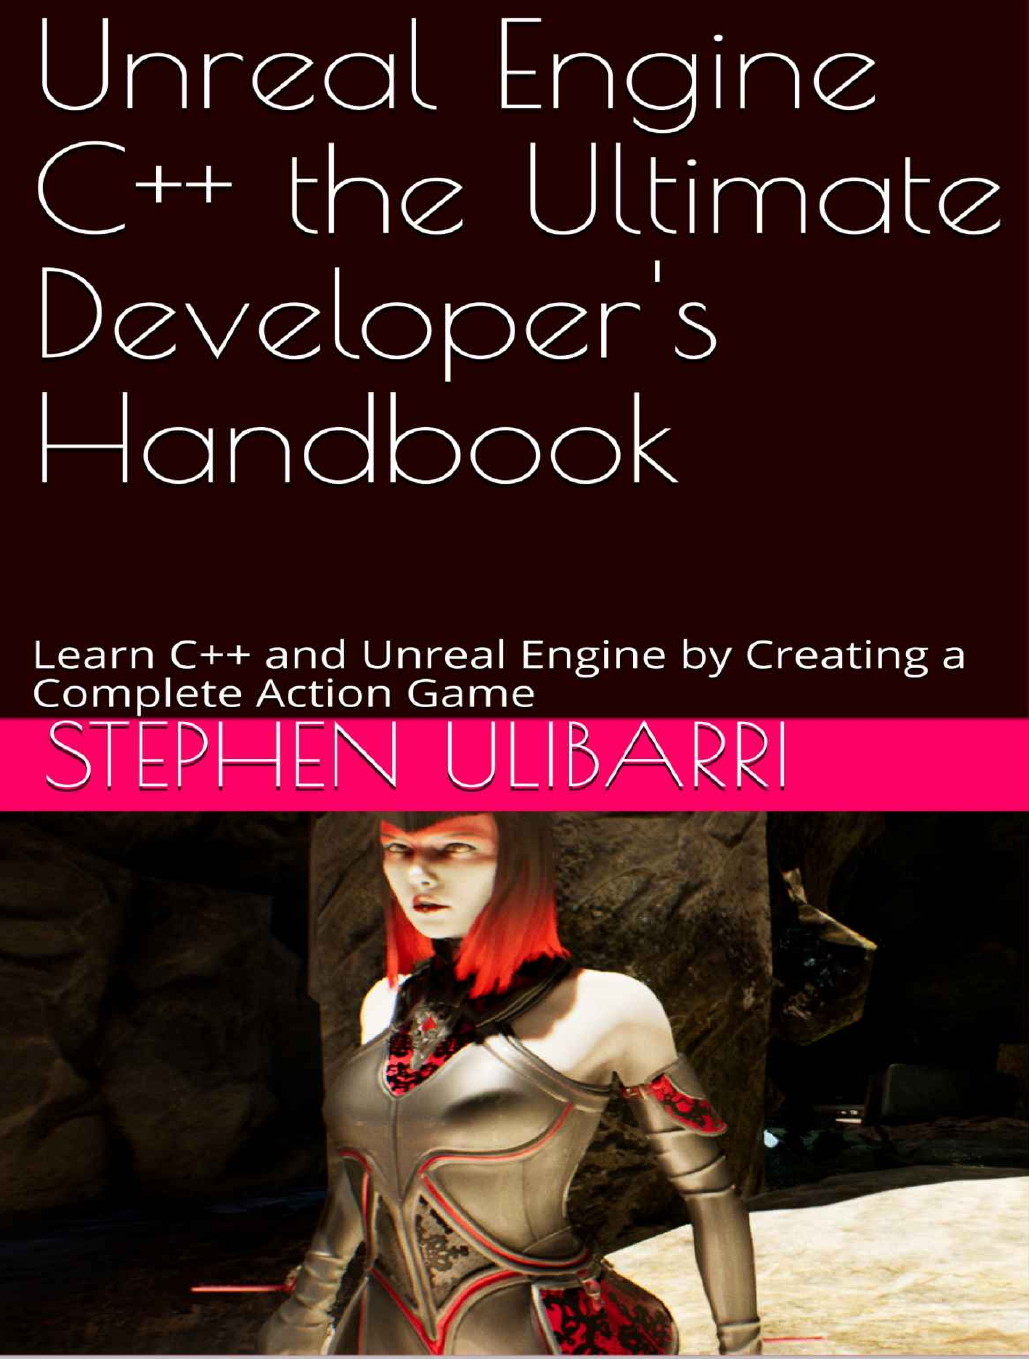 Unreal Engine
C++ the Ultimate
Developer's
Handbook
Learn C++ and Unreal Engine by Creating a
Complete Action Game
STEPHEN ULIBARRI